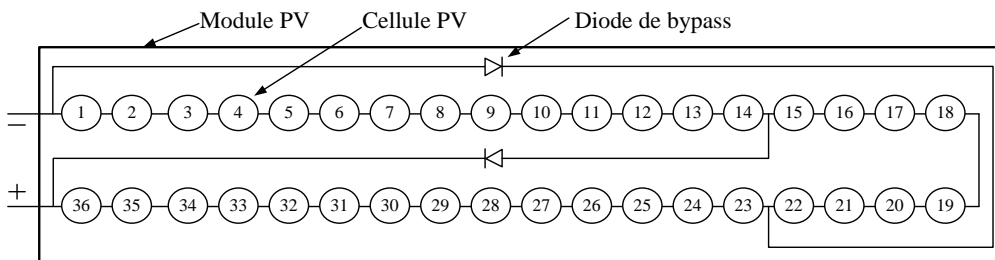 Module PV Cellule PV Diode de bypass
1 2 3 4 5 6 7 8 9 10 11 12 13 14 15 16 17 18
−
+
36 35 34 33 32 31 30 29 28 27 26 25 24 23 22 21 20 19